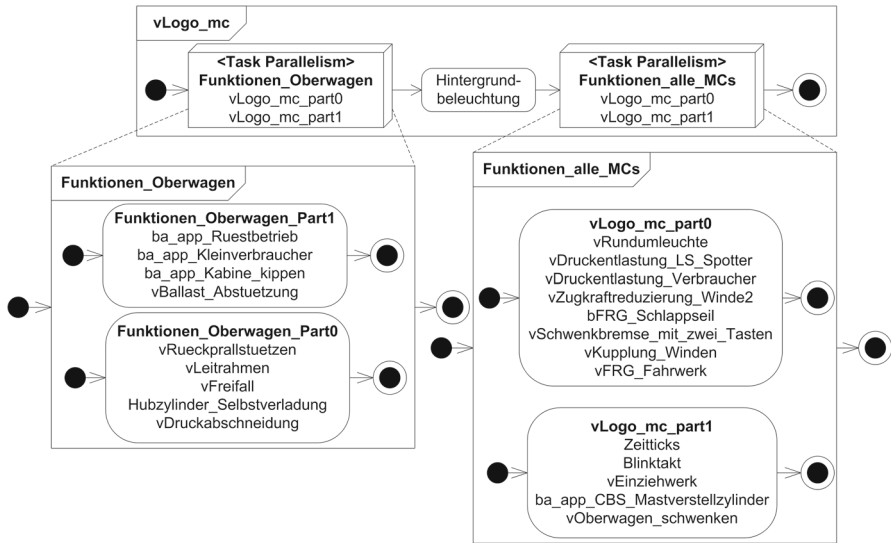 vLogo_mc
<Task Parallelism>
Funktionen_Oberwagen
vLogo_mc_part0
vLogo_mc_part1
Hintergrund-
beleuchtung
<Task Parallelism>
Funktionen_alle_MCs
vLogo_mc_part0
vLogo_mc_part1
Funktionen_Oberwagen
Funktionen_Oberwagen_Part1
ba_app_Ruestbetrieb
ba_app_Kleinverbraucher
ba_app_Kabine_kippen
vBallast_Abstuetzung
Funktionen_Oberwagen_Part0
vRueckprallstuetzen
vLeitrahmen
vFreifall
Hubzylinder_Selbstverladung
vDruckabschneidung
Funktionen_alle_MCs
vLogo_mc_part0
vRundumleuchte
vDruckentlastung_LS_Spotter
vDruckentlastung_Verbraucher
vZugkraftreduzierung_Winde2
bFRG_Schlappseil
vSchwenkbremse_mit_zwei_Tasten
vKupplung_Winden
vFRG_Fahrwerk
vLogo_mc_part1
Zeitticks
Blinktakt
vEinziehwerk
ba_app_CBS_Mastverstellzylinder
vOberwagen_schwenken